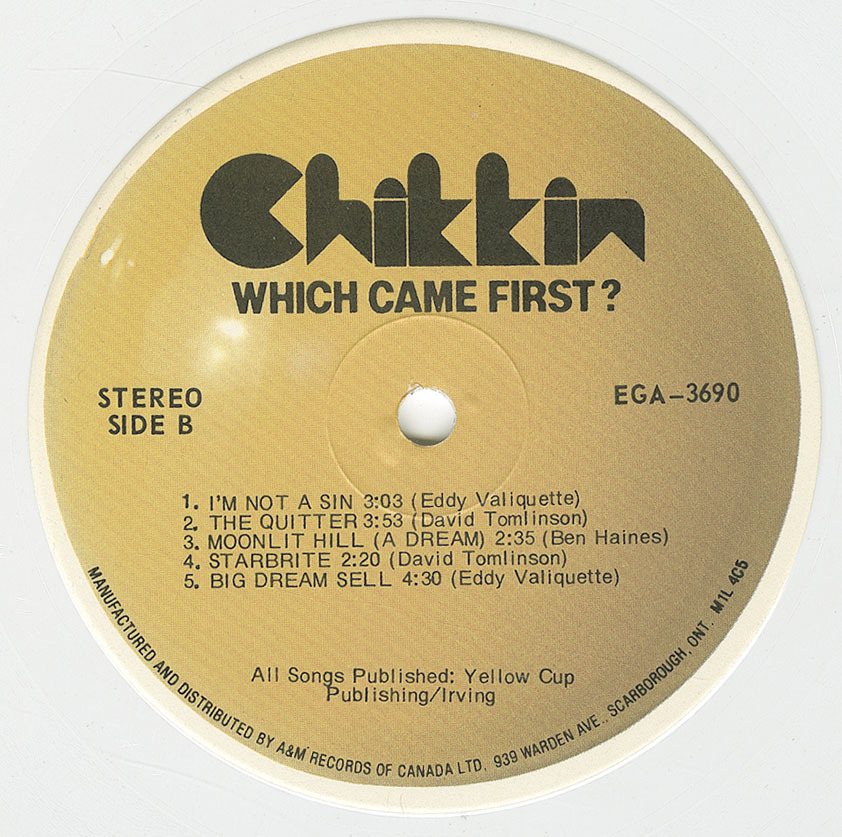 Chikkin
WHICH CAME FIRST?
STEREO
SIDE B
EGA-3690
1. I'M NOT A SIN 3:03 (Eddy Valiquette)
2. THE QUITTER 3:53 (David Tomlinson)
3. MOONLIT HILL (A DREAM) 2:35 (Ben Haines)
4. STARBRITE 2:20 (David Tomlinson)
5. BIG DREAM SELL 4:30 (Eddy Valiquette)
All Songs Published: Yellow Cup
Publishing/Irving
MANUFACTURED AND DISTRIBUTED BY A&M RECORDS OF CANADA LTD. 939 WARDEN AVE., SCARBOROUGH, ONT. M1L 4C5